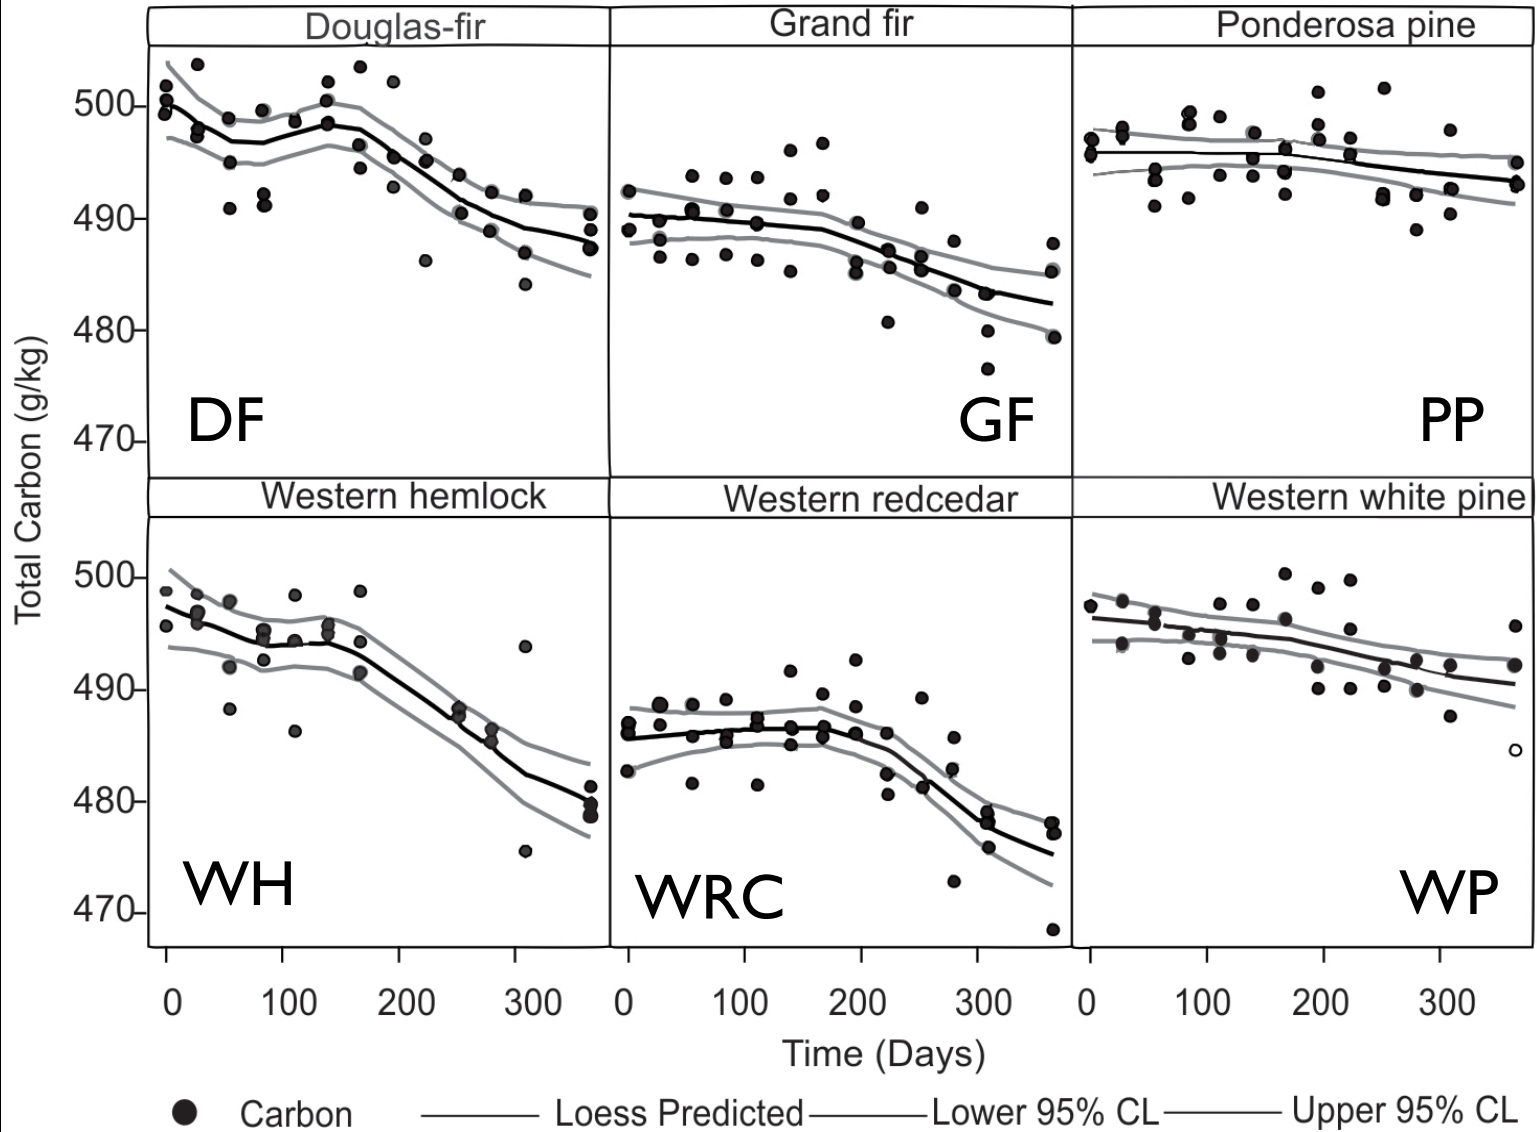 Douglas-fir Grand fir Ponderosa pine
500
490
480
470
DF GF PP
Total Carbon (g/kg)
Western hemlock Western redcedar Western white pine
500
490
480
470
WH WRC WP
0 100 200 300 0 100 200 300 0 100 200 300
Time (Days)
Carbon Loess Predicted Lower 95% CL Upper 95% CL